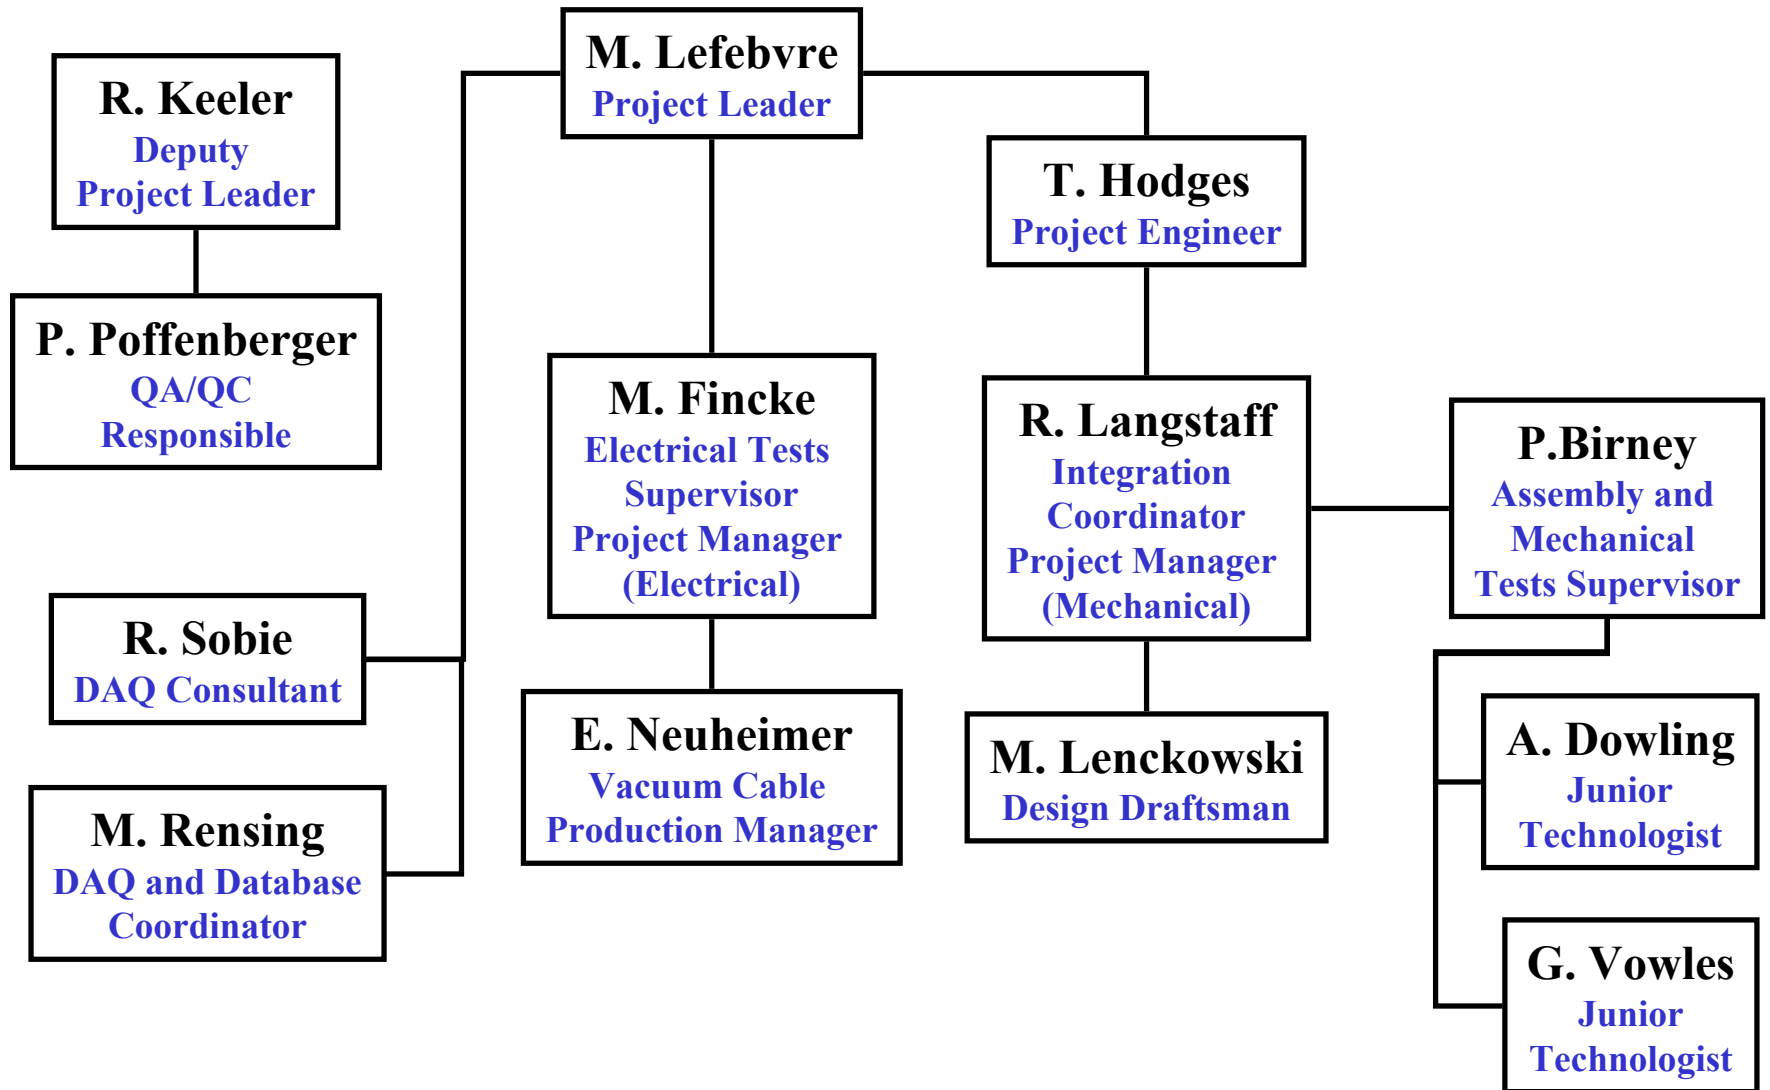 M. Lefebvre
Project Leader
R. Keeler
Deputy
Project Leader
T. Hodges
Project Engineer
P. Poffenberger
QA/QC
Responsible
M. Fincke
Electrical Tests
Supervisor
Project Manager
(Electrical)
R. Langstaff
Integration
Coordinator
Project Manager
(Mechanical)
P.Birney
Assembly and
Mechanical
Tests Supervisor
R. Sobie
DAQ Consultant
E. Neuheimer
Vacuum Cable
Production Manager
M. Lenckowski
Design Draftsman
A. Dowling
Junior
Technologist
M. Rensing
DAQ and Database
Coordinator
G. Vowles
Junior
Technologist